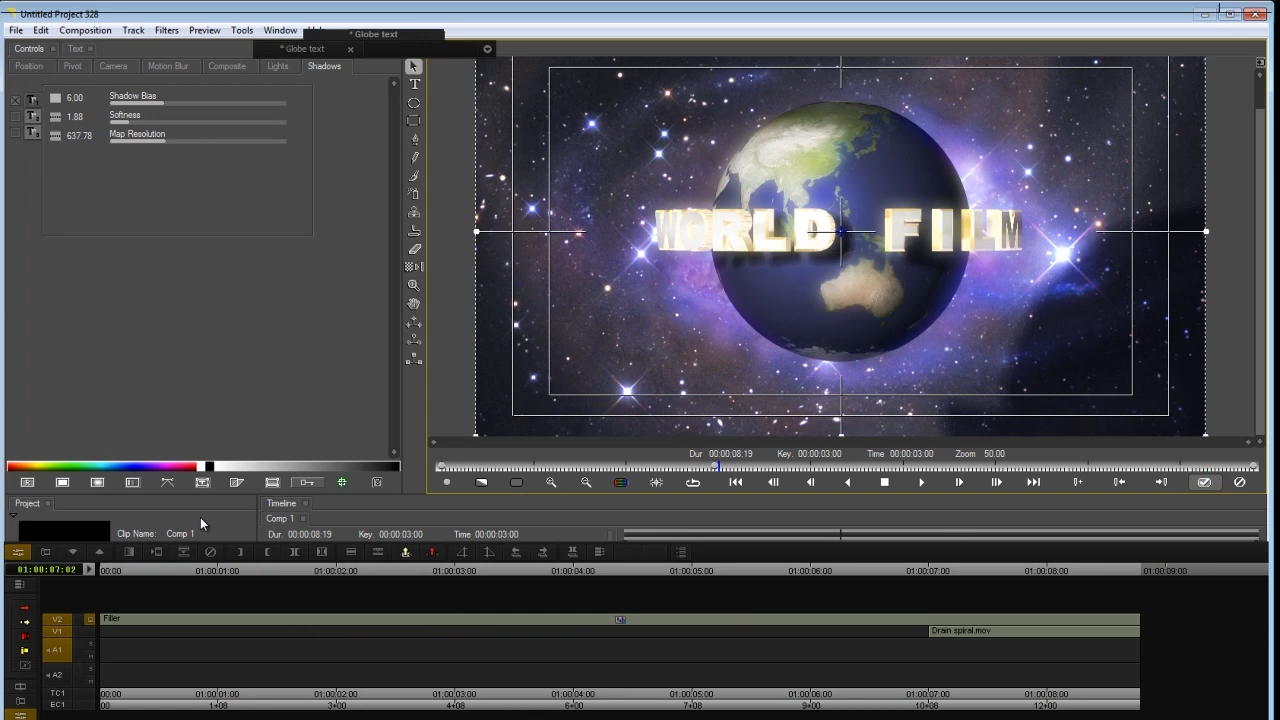 Untitled Project 328
File Edit Composition Track Filters Preview Tools Window
* Globe text
Controls Text * Globe text
Position Pivot Camera Motion Blur Composite Lights Shadows
6.00 Shadow Bias
1.88 Softness
637.78 Map Resolution
WORLD FILM
Dur 00:00:08:19 Key. 00:00:03:00 Time 00:00:03:00 Zoom 50.00
Project Timeline
Comp 1
Clip Name: Comp 1 Dur. 00:00:08:19 Key. 00:00:03:00 Time 00:00:03:00
01:00:07:02 00:00 01:00:01:00 01:00:02:00 01:00:03:00 01:00:04:00 01:00:05:00 01:00:06:00 01:00:07:00 01:00:08:00 01:00:09:00
V2 Filler
V1 Drain spiral.mov
A1 S M
A2 S M
TC1 00:00 01:00:01:00 01:00:02:00 01:00:03:00 01:00:04:00 01:00:05:00 01:00:06:00 01:00:07:00 01:00:08:00
EC1 00 1+08 3+00 4+08 6+00 7+08 9+00 10+08 12+00